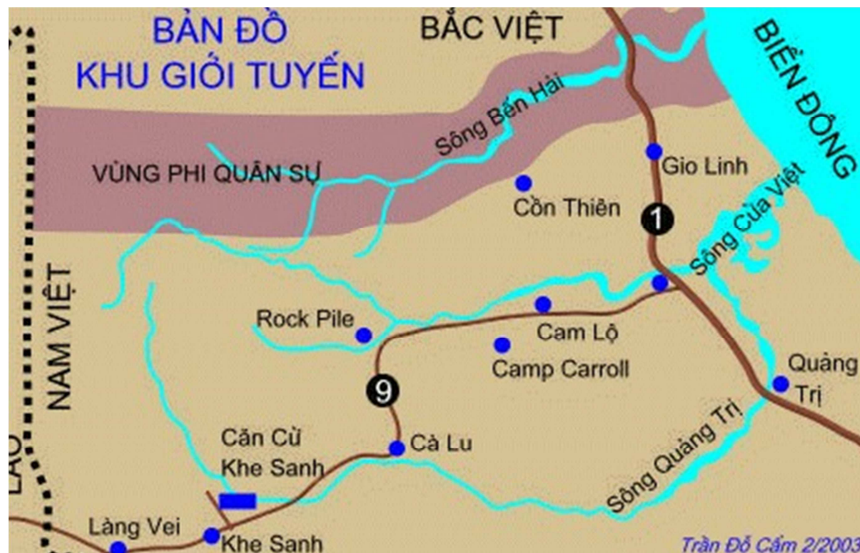 BẢN ĐỒ
KHU GIỚI TUYẾN
BẮC VIỆT
BIỂN ĐÔNG
Sông Bến Hải
VÙNG PHI QUÂN SỰ
Gio Linh
Cồn Thiên
1
Sông Cửa Việt
NAM VIỆT
Rock Pile
Cam Lộ
Camp Carroll
Quảng
Trị
9
Căn Cứ
Khe Sanh
Cà Lu
Sông Quảng Trị
LÀO
Làng Vei
Khe Sanh
Trần Đỗ Cẩm 2/2003